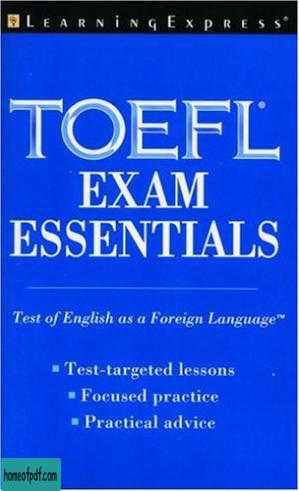 LEARNINGEXPRESS®
TOEFL®
EXAM
ESSENTIALS
Test of English as a Foreign Language™
Test-targeted lessons
Focused practice
Practical advice
homeofpdf.com